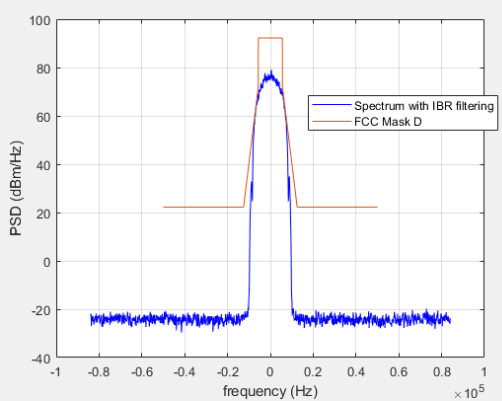 100
80
60
40
20
0
-20
-40
PSD (dBm/Hz)
Spectrum with IBR filtering
FCC Mask D
-1 -0.8 -0.6 -0.4 -0.2 0 0.2 0.4 0.6 0.8 1
frequency (Hz)
×10⁵